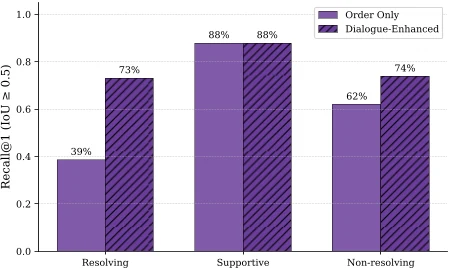 Order Only
Dialogue-Enhanced
Recall@1 (IoU ≥ 0.5)
1.0
0.8
0.6
0.4
0.2
0.0
39%
73%
88%
88%
62%
74%
Resolving
Supportive
Non-resolving